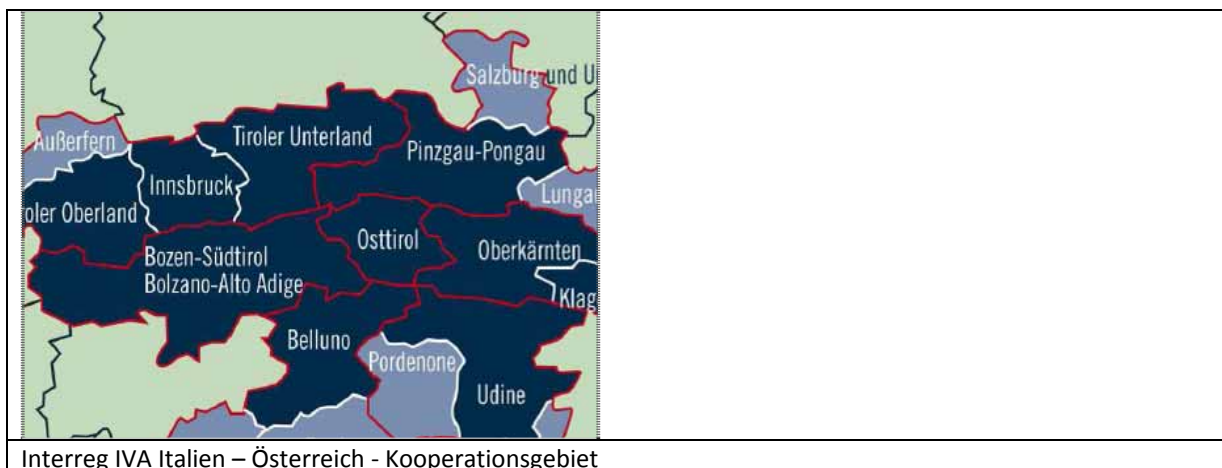 Salzburg und U
Außerfern
Tiroler Unterland
Pinzgau-Pongau
Innsbruck
Lunga
oler Oberland
Osttirol
Oberkärnten
Bozen-Südtirol
Bolzano-Alto Adige
Klag
Belluno
Pordenone
Udine
Interreg IVA Italien – Österreich - Kooperationsgebiet